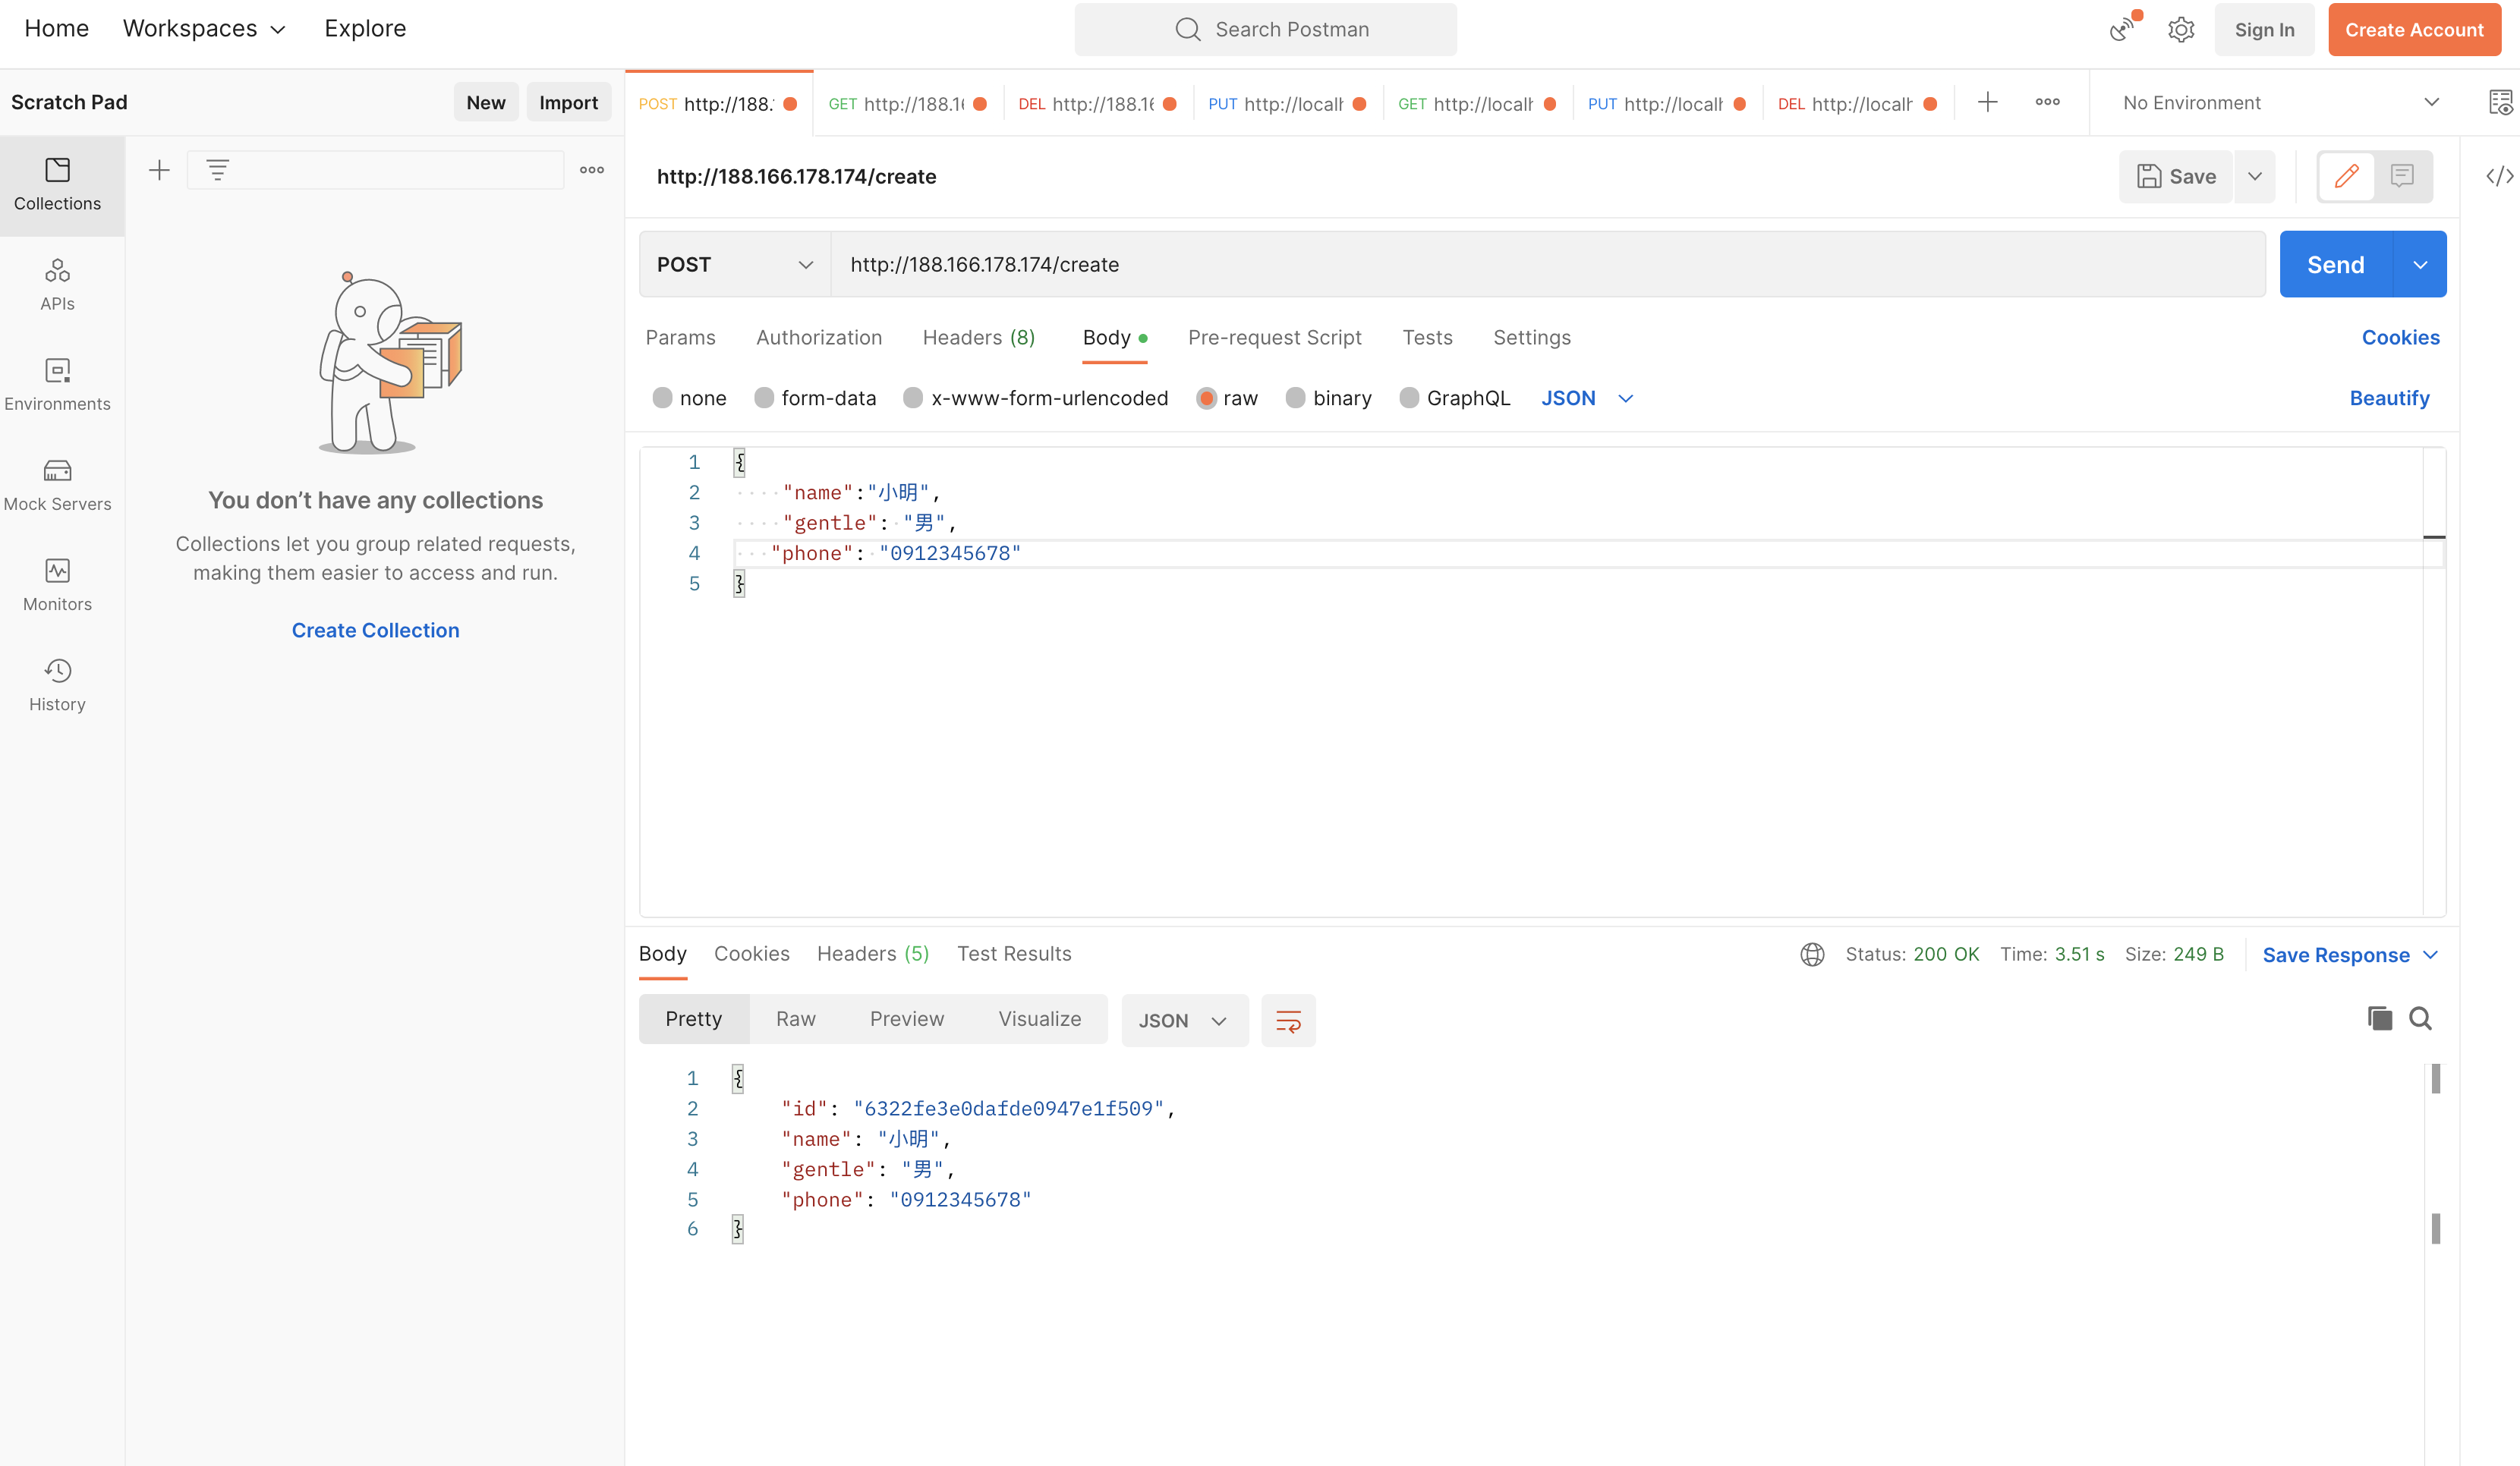 Home Workspaces Explore Search Postman Sign In Create Account
Scratch Pad New Import POST http://188. GET http://188.1 DEL http://188.16 PUT http://local GET http://local PUT http://local DEL http://local No Environment
Collections
APIs
Environments
Mock Servers
Monitors
History
You don’t have any collections
Collections let you group related requests,
making them easier to access and run.
Create Collection
http://188.166.178.174/create Save
POST http://188.166.178.174/create Send
Params Authorization Headers (8) Body Pre-request Script Tests Settings Cookies
none form-data x-www-form-urlencoded raw binary GraphQL JSON Beautify
1 {
2 "name":"小明",
3 "gentle": "男",
4 "phone": "0912345678"
5 }
Body Cookies Headers (5) Test Results Status: 200 OK Time: 3.51 s Size: 249 B Save Response
Pretty Raw Preview Visualize JSON
1 {
2 "id": "6322fe3e0dafde0947e1f509",
3 "name": "小明",
4 "gentle": "男",
5 "phone": "0912345678"
6 }